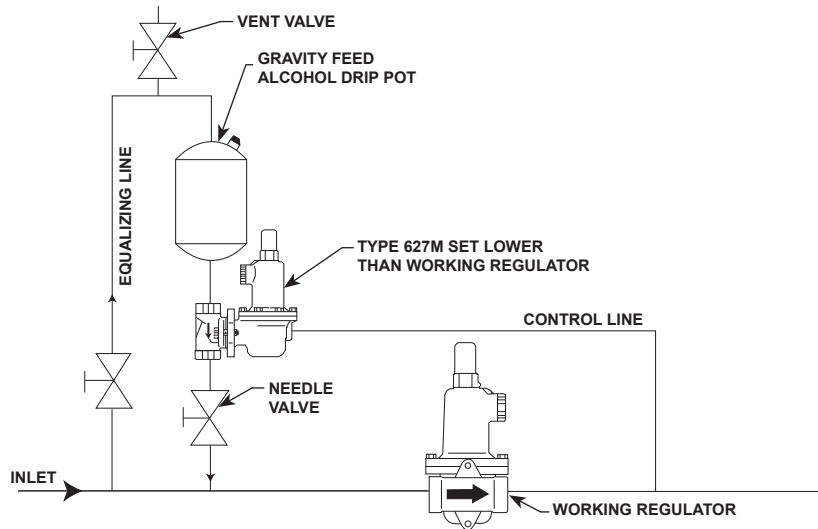 VENT VALVE
GRAVITY FEED
ALCOHOL DRIP POT
EQUALIZING LINE
TYPE 627M SET LOWER
THAN WORKING REGULATOR
CONTROL LINE
NEEDLE
VALVE
INLET
WORKING REGULATOR